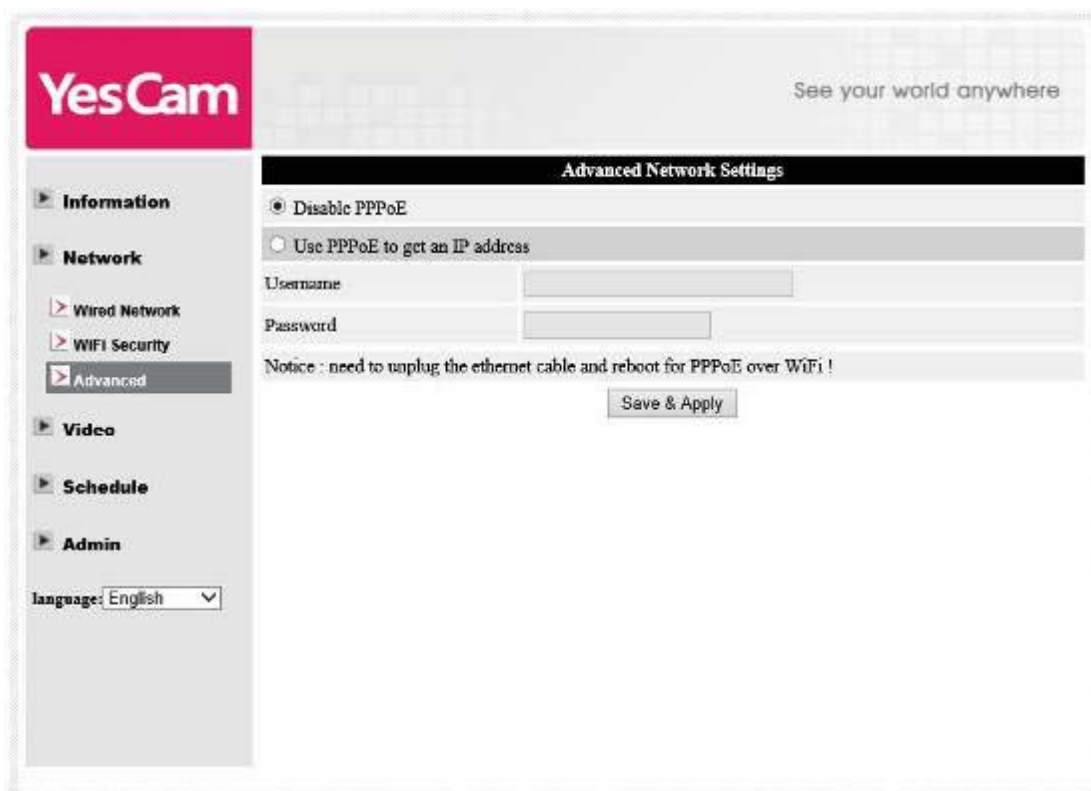 YesCam
See your world anywhere
Information
Network
Wired Network
WiFi Security
Advanced
Video
Schedule
Admin
language: English
Advanced Network Settings
Disable PPPoE
Use PPPoE to get an IP address
Username
Password
Notice : need to unplug the ethernet cable and reboot for PPPoE over WiFi !
Save & Apply